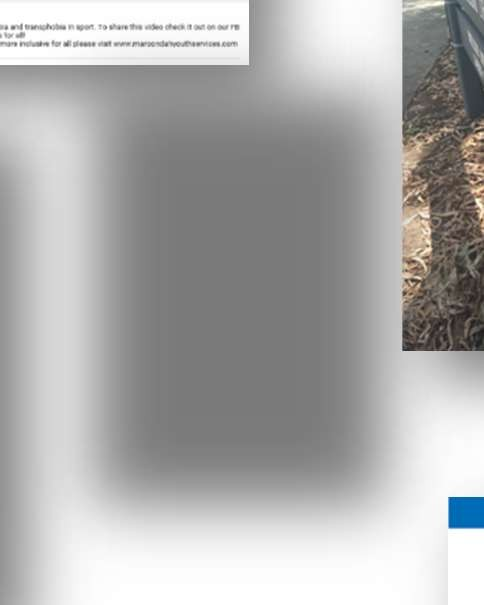 bia and transphobia in sport. To share this video check it out on our FB
s for all!
more inclusive for all please visit www.maroondahyouthservices.com